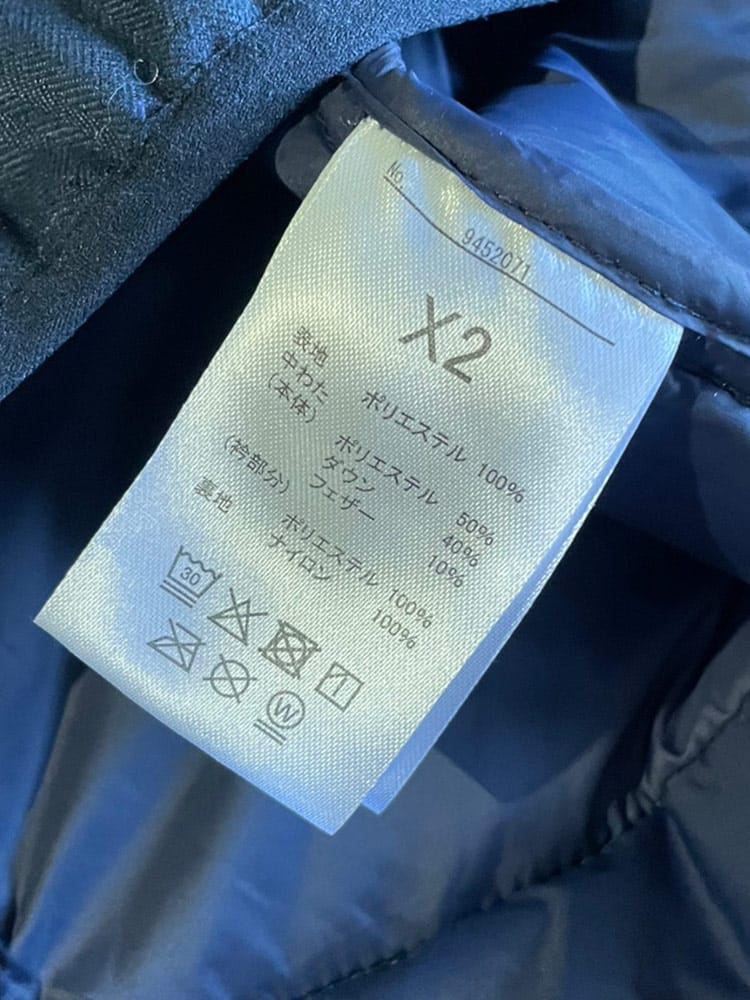 No. 9452071
X2
表地 ポリエステル 100%
中わた
(本体) ポリエステル 50%
ダウン 40%
フェザー 10%
(衿部分) ポリエステル 100%
裏地 ナイロン 100%
30
W